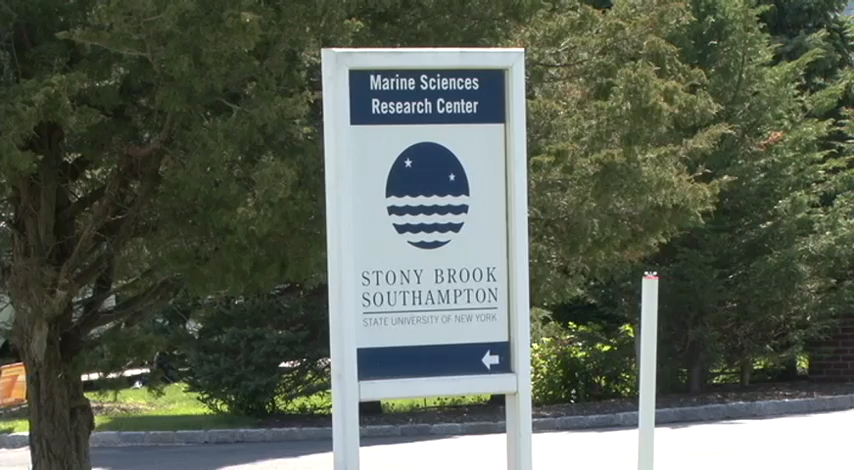 Marine Sciences
Research Center
STONY BROOK
SOUTHAMPTON
STATE UNIVERSITY OF NEW YORK